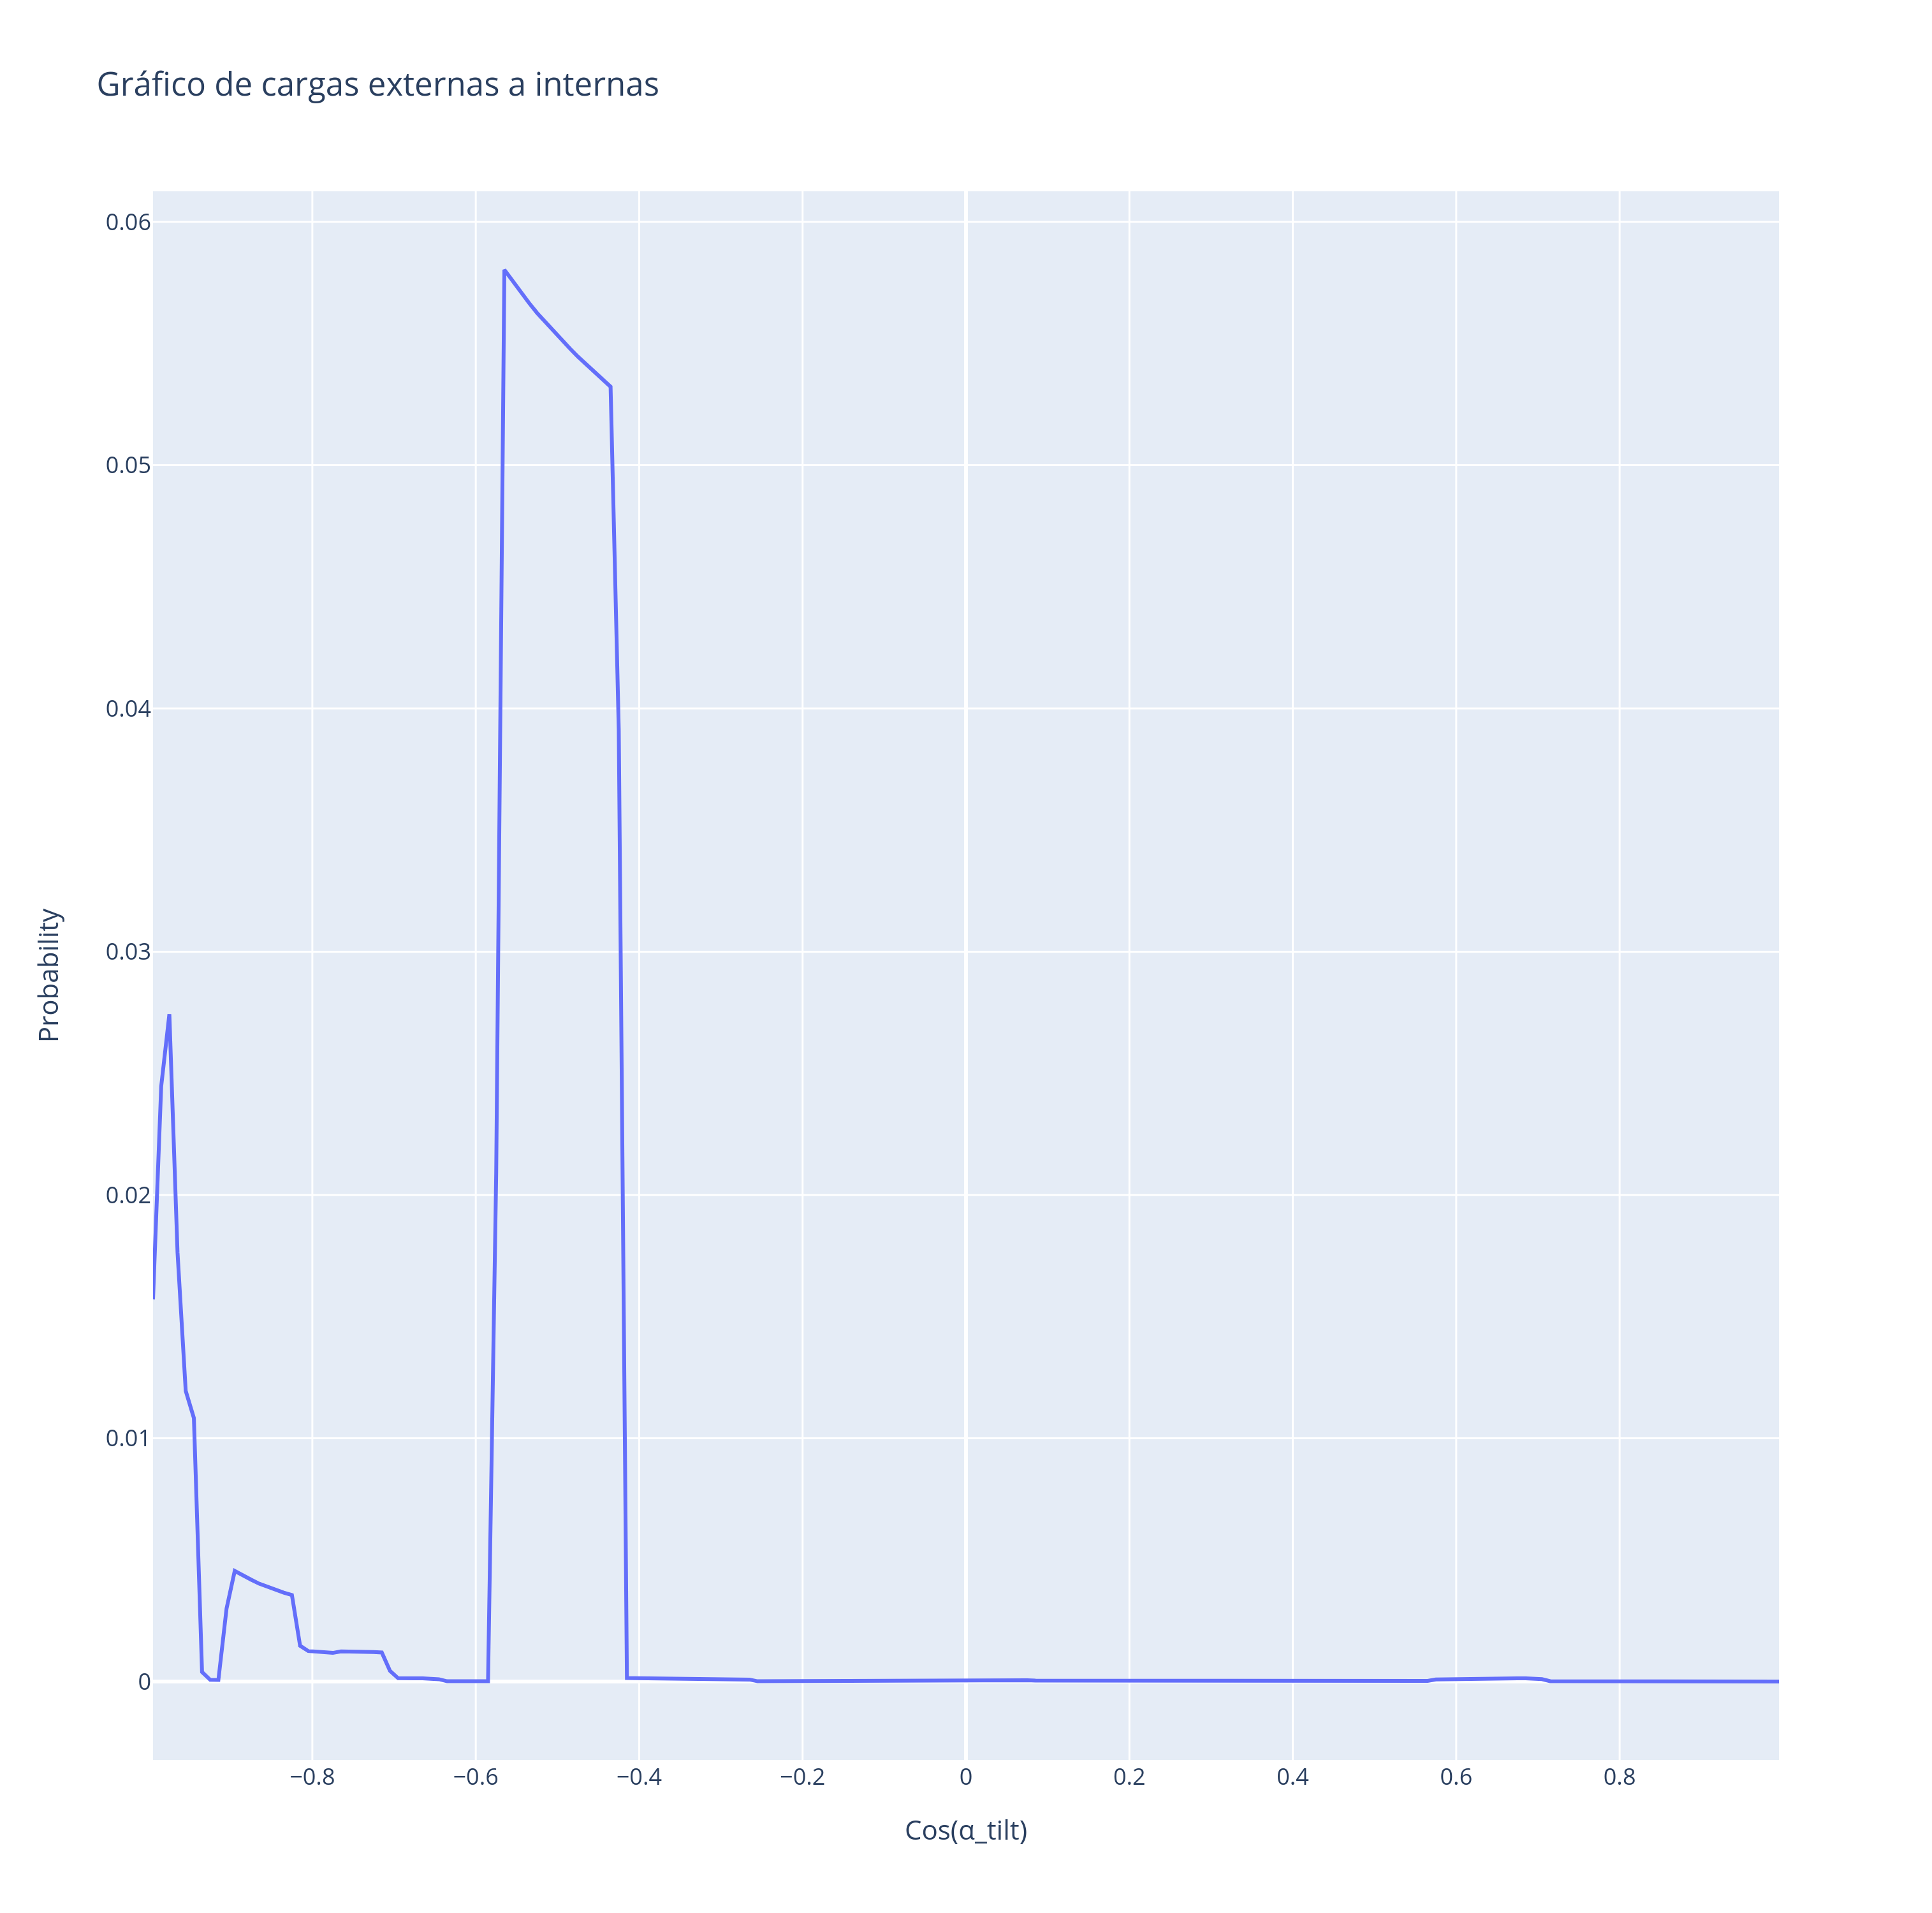 Gráfico de cargas externas a internas
0.06
0.05
0.04
0.03
0.02
0.01
0
Probability
−0.8 −0.6 −0.4 −0.2 0 0.2 0.4 0.6 0.8
Cos(α_tilt)